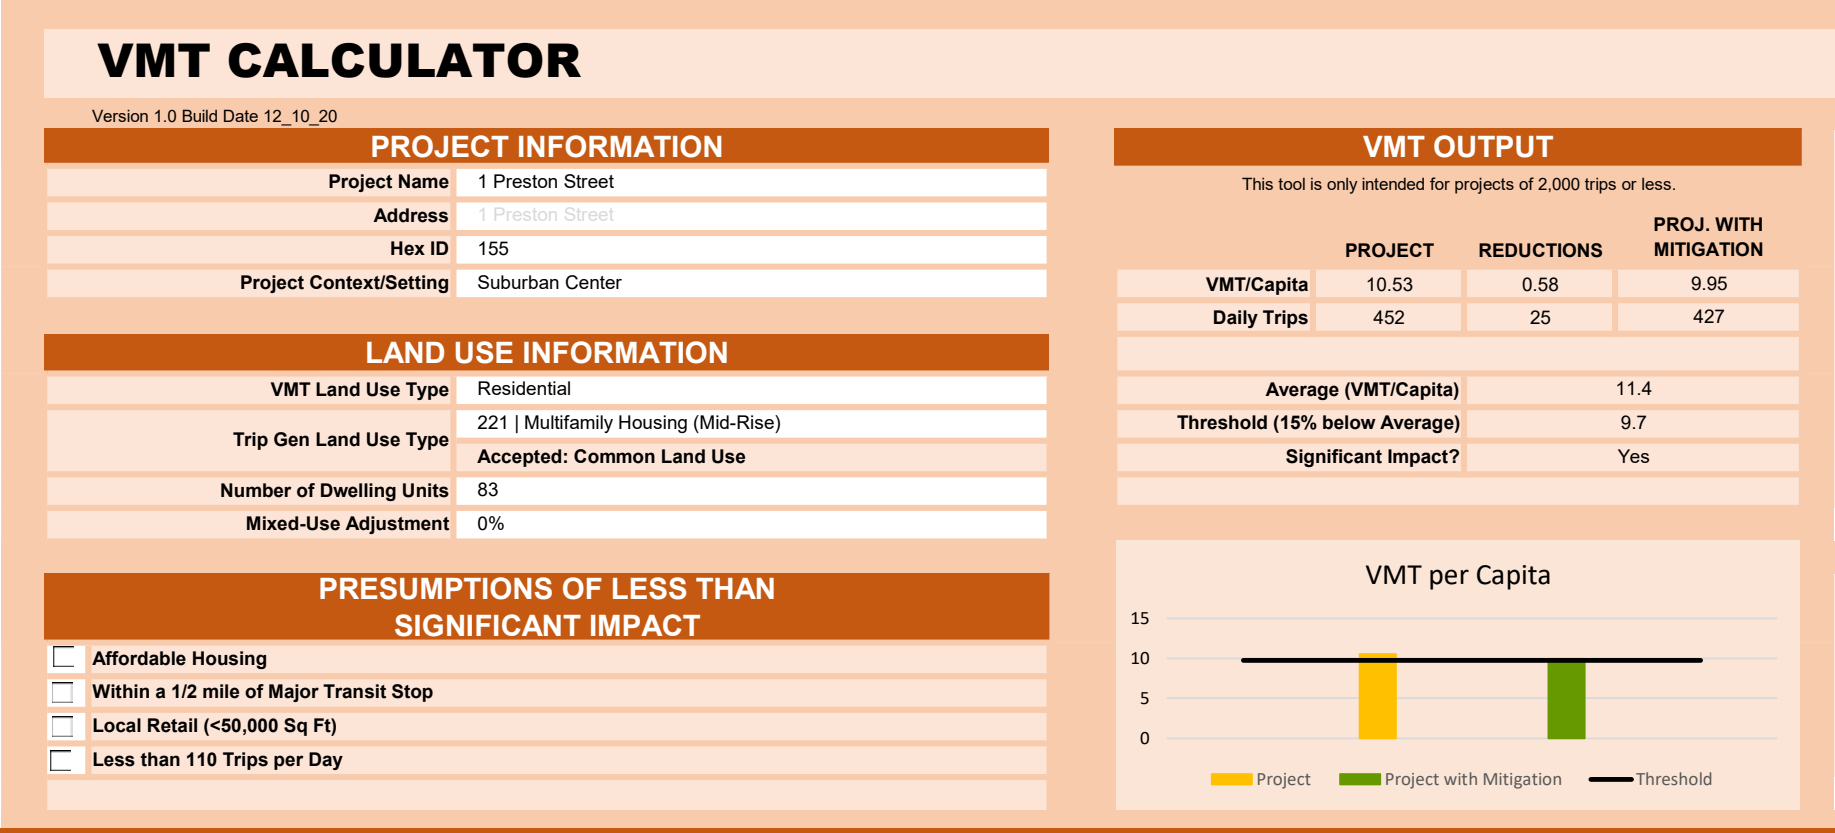 VMT CALCULATOR
Version 1.0 Build Date 12_10_20
PROJECT INFORMATION
Project Name 1 Preston Street
Address 1 Preston Street
Hex ID 155
Project Context/Setting Suburban Center
LAND USE INFORMATION
VMT Land Use Type Residential
Trip Gen Land Use Type 221 | Multifamily Housing (Mid-Rise)
Accepted: Common Land Use
Number of Dwelling Units 83
Mixed-Use Adjustment 0%
PRESUMPTIONS OF LESS THAN
SIGNIFICANT IMPACT
Affordable Housing
Within a 1/2 mile of Major Transit Stop
Local Retail (<50,000 Sq Ft)
Less than 110 Trips per Day
VMT OUTPUT
This tool is only intended for projects of 2,000 trips or less.
PROJECT REDUCTIONS PROJ. WITH
MITIGATION
VMT/Capita 10.53 0.58 9.95
Daily Trips 452 25 427
Average (VMT/Capita) 11.4
Threshold (15% below Average) 9.7
Significant Impact? Yes
VMT per Capita
15
10
5
0
Project Project with Mitigation Threshold